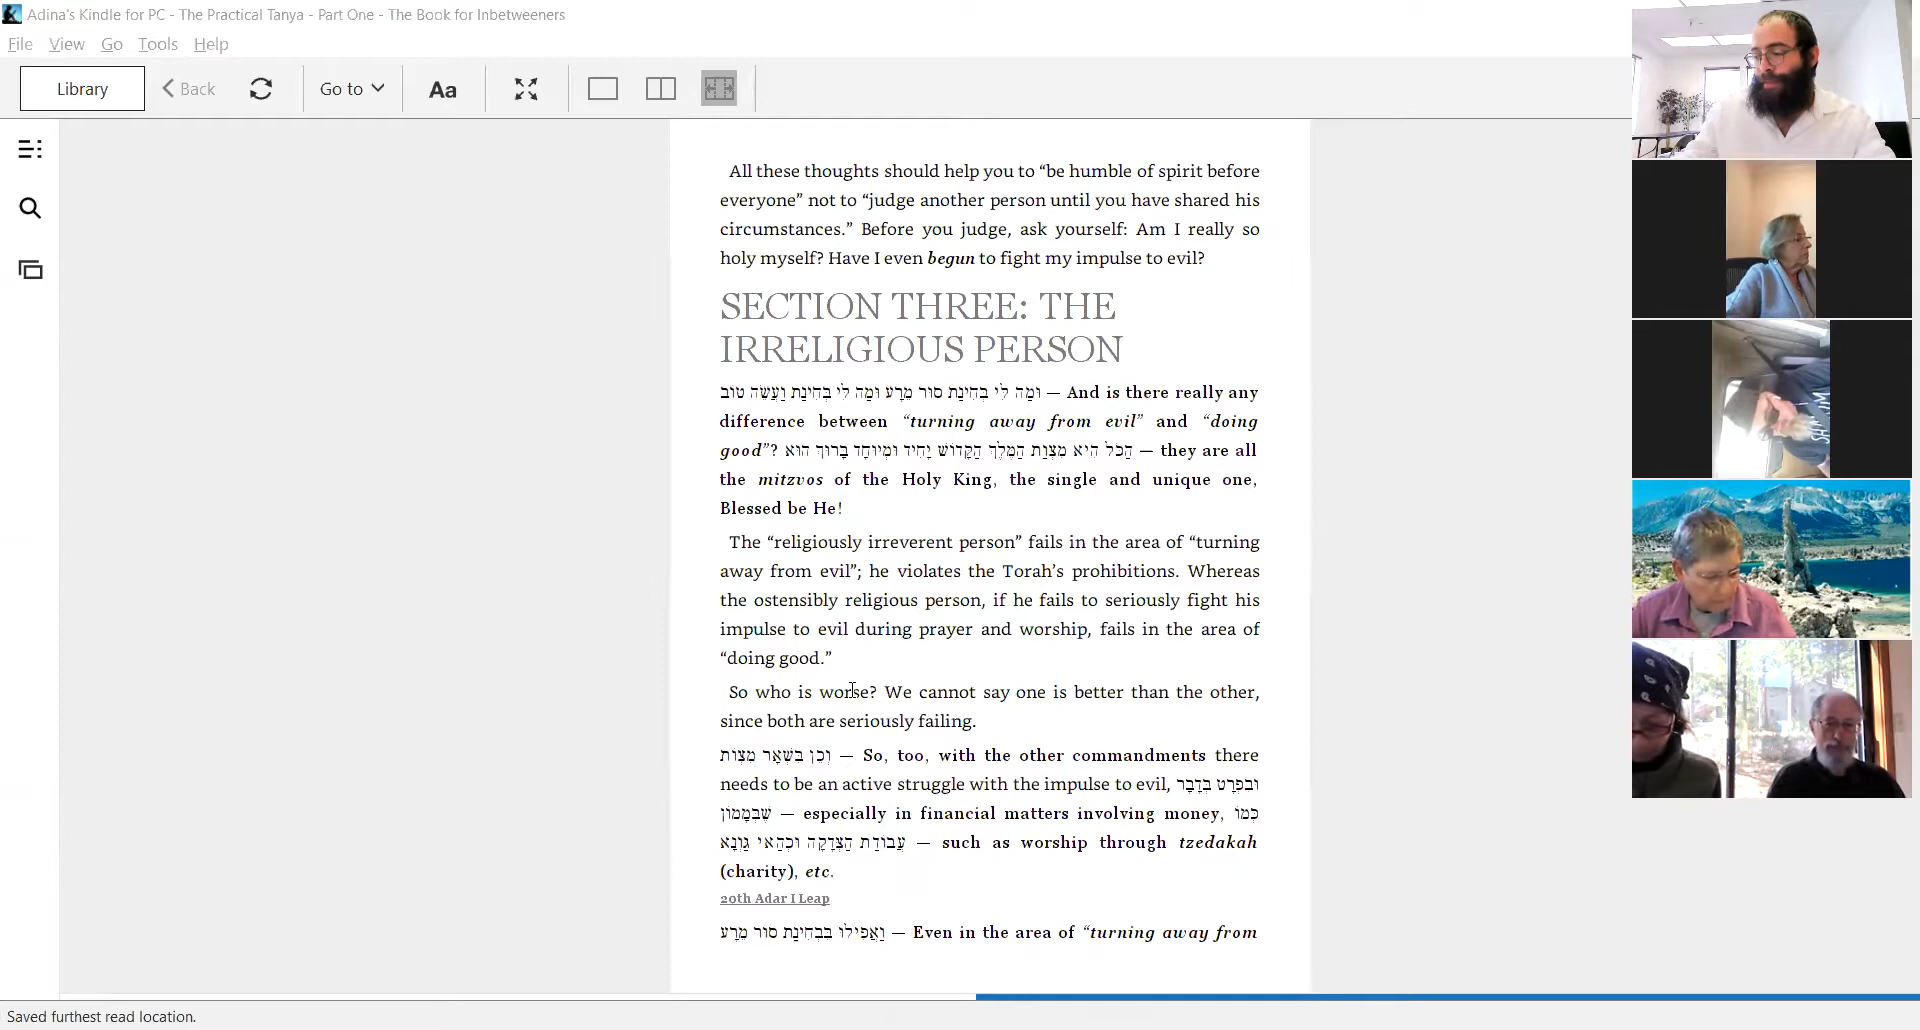 Adina's Kindle for PC - The Practical Tanya - Part One - The Book for Inbetweeners
File View Go Tools Help
Library Back Go to Aa
All these thoughts should help you to “be humble of spirit before
everyone” not to “judge another person until you have shared his
circumstances.” Before you judge, ask yourself: Am I really so
holy myself? Have I even begun to fight my impulse to evil?
SECTION THREE: THE
IRRELIGIOUS PERSON
וּמַה לִּי בְּחִינַת סוּר מֵרָע וּמַה לִּי בְּחִינַת וַעֲשֵׂה טוֹב — And is there really any
difference between “turning away from evil” and “doing
good”? הַכֹּל הִיא מִצְוַת הַמֶּלֶךְ הַקָּדוֹשׁ יָחִיד וּמְיוּחָד בָּרוּךְ הוּא — they are all
the mitzvos of the Holy King, the single and unique one,
Blessed be He!
The “religiously irreverent person” fails in the area of “turning
away from evil”; he violates the Torah’s prohibitions. Whereas
the ostensibly religious person, if he fails to seriously fight his
impulse to evil during prayer and worship, fails in the area of
“doing good.”
So who is worse? We cannot say one is better than the other,
since both are seriously failing.
וְכֵן בִּשְׁאָר מִצְוֹת — So, too, with the other commandments there
needs to be an active struggle with the impulse to evil, וּבִפְרָט בְּדָבָר
שֶׁבְּמָמוֹן — especially in financial matters involving money, כְּמוֹ
עֲבוֹדַת הַצְּדָקָה וּכְהַאי גַּוְונָא — such as worship through tzedakah
(charity), etc.
20th Adar I Leap
וַאֲפִילוּ בִּבְחִינַת סוּר מֵרָע — Even in the area of “turning away from
Saved furthest read location.